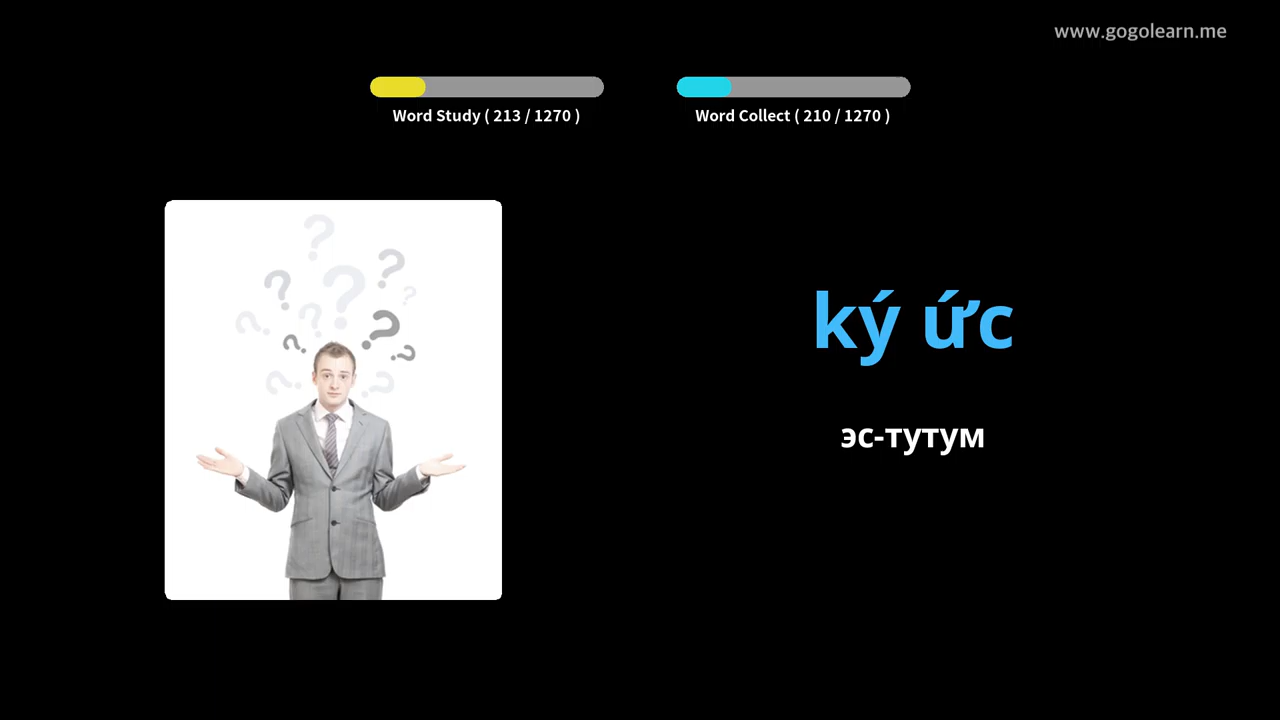 www.gogolearn.me
Word Study ( 213 / 1270 )
Word Collect ( 210 / 1270 )
ký ức
эс-тутум